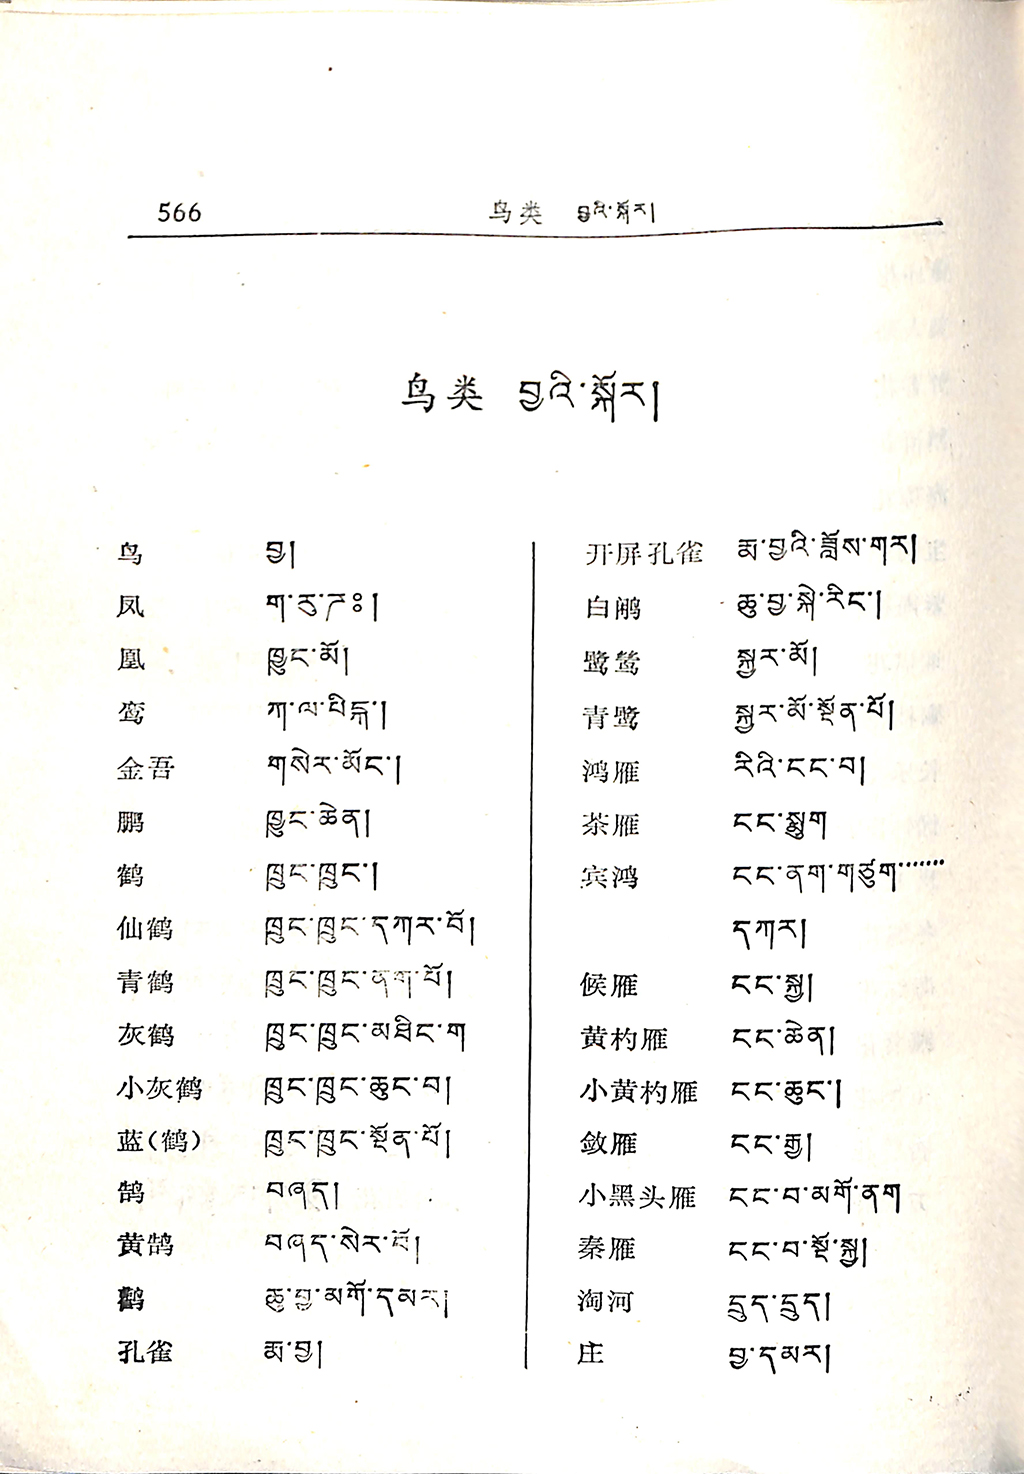 566 鸟类 བྱའི་སྐོར།
鸟类 བྱའི་སྐོར།
鸟 བྱ།
凤 ག་རུ་ཌཿ།
凰 ཁྱུང་མོ།
鸾 ཀ་ལ་པིངྐ།
金吾 གསེར་མོང་།
鹏 ཁྱུང་ཆེན།
鹤 ཁྲུང་ཁྲུང་།
仙鹤 ཁྲུང་ཁྲུང་དཀར་པོ།
青鹤 ཁྲུང་ཁྲུང་ནག་པོ།
灰鹤 ཁྲུང་ཁྲུང་མཐིང་ག
小灰鹤 ཁྲུང་ཁྲུང་ཆུང་བ།
蓝(鹤) ཁྲུང་ཁྲུང་སྔོན་པོ།
鹄 བཞད།
黄鹄 བཞད་སེར་པོ།
鹳 ཆུ་བྱ་མགོ་དམར།
孔雀 རྨ་བྱ།
开屏孔雀 རྨ་བྱའི་ཟློས་གར།
白鹇 ཆུ་བྱ་སྐེ་རིང་།
鹭鸶 སྐྱར་མོ།
青鹭 སྐྱར་མོ་སྔོན་པོ།
鸿雁 རིའི་ངང་བ།
茶雁 ངང་སྨུག
宾鸿 ངང་ནག་གཙུག་······
དཀར།
候雁 ངང་སྐྱ།
黄杓雁 ངང་ཆེན།
小黄杓雁 ངང་ཆུང་།
敛雁 ངང་རྒྱ།
小黑头雁 ངང་བ་མགོ་ནག
秦雁 ངང་བ་སྔོ་སྐྱ།
淘河
庄 བྱ་དམར།